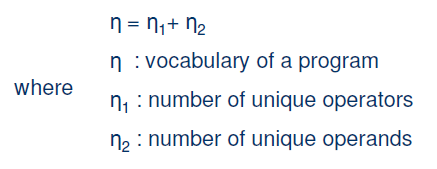 η = η₁+ η₂
η : vocabulary of a program
where
η₁ : number of unique operators
η₂ : number of unique operands